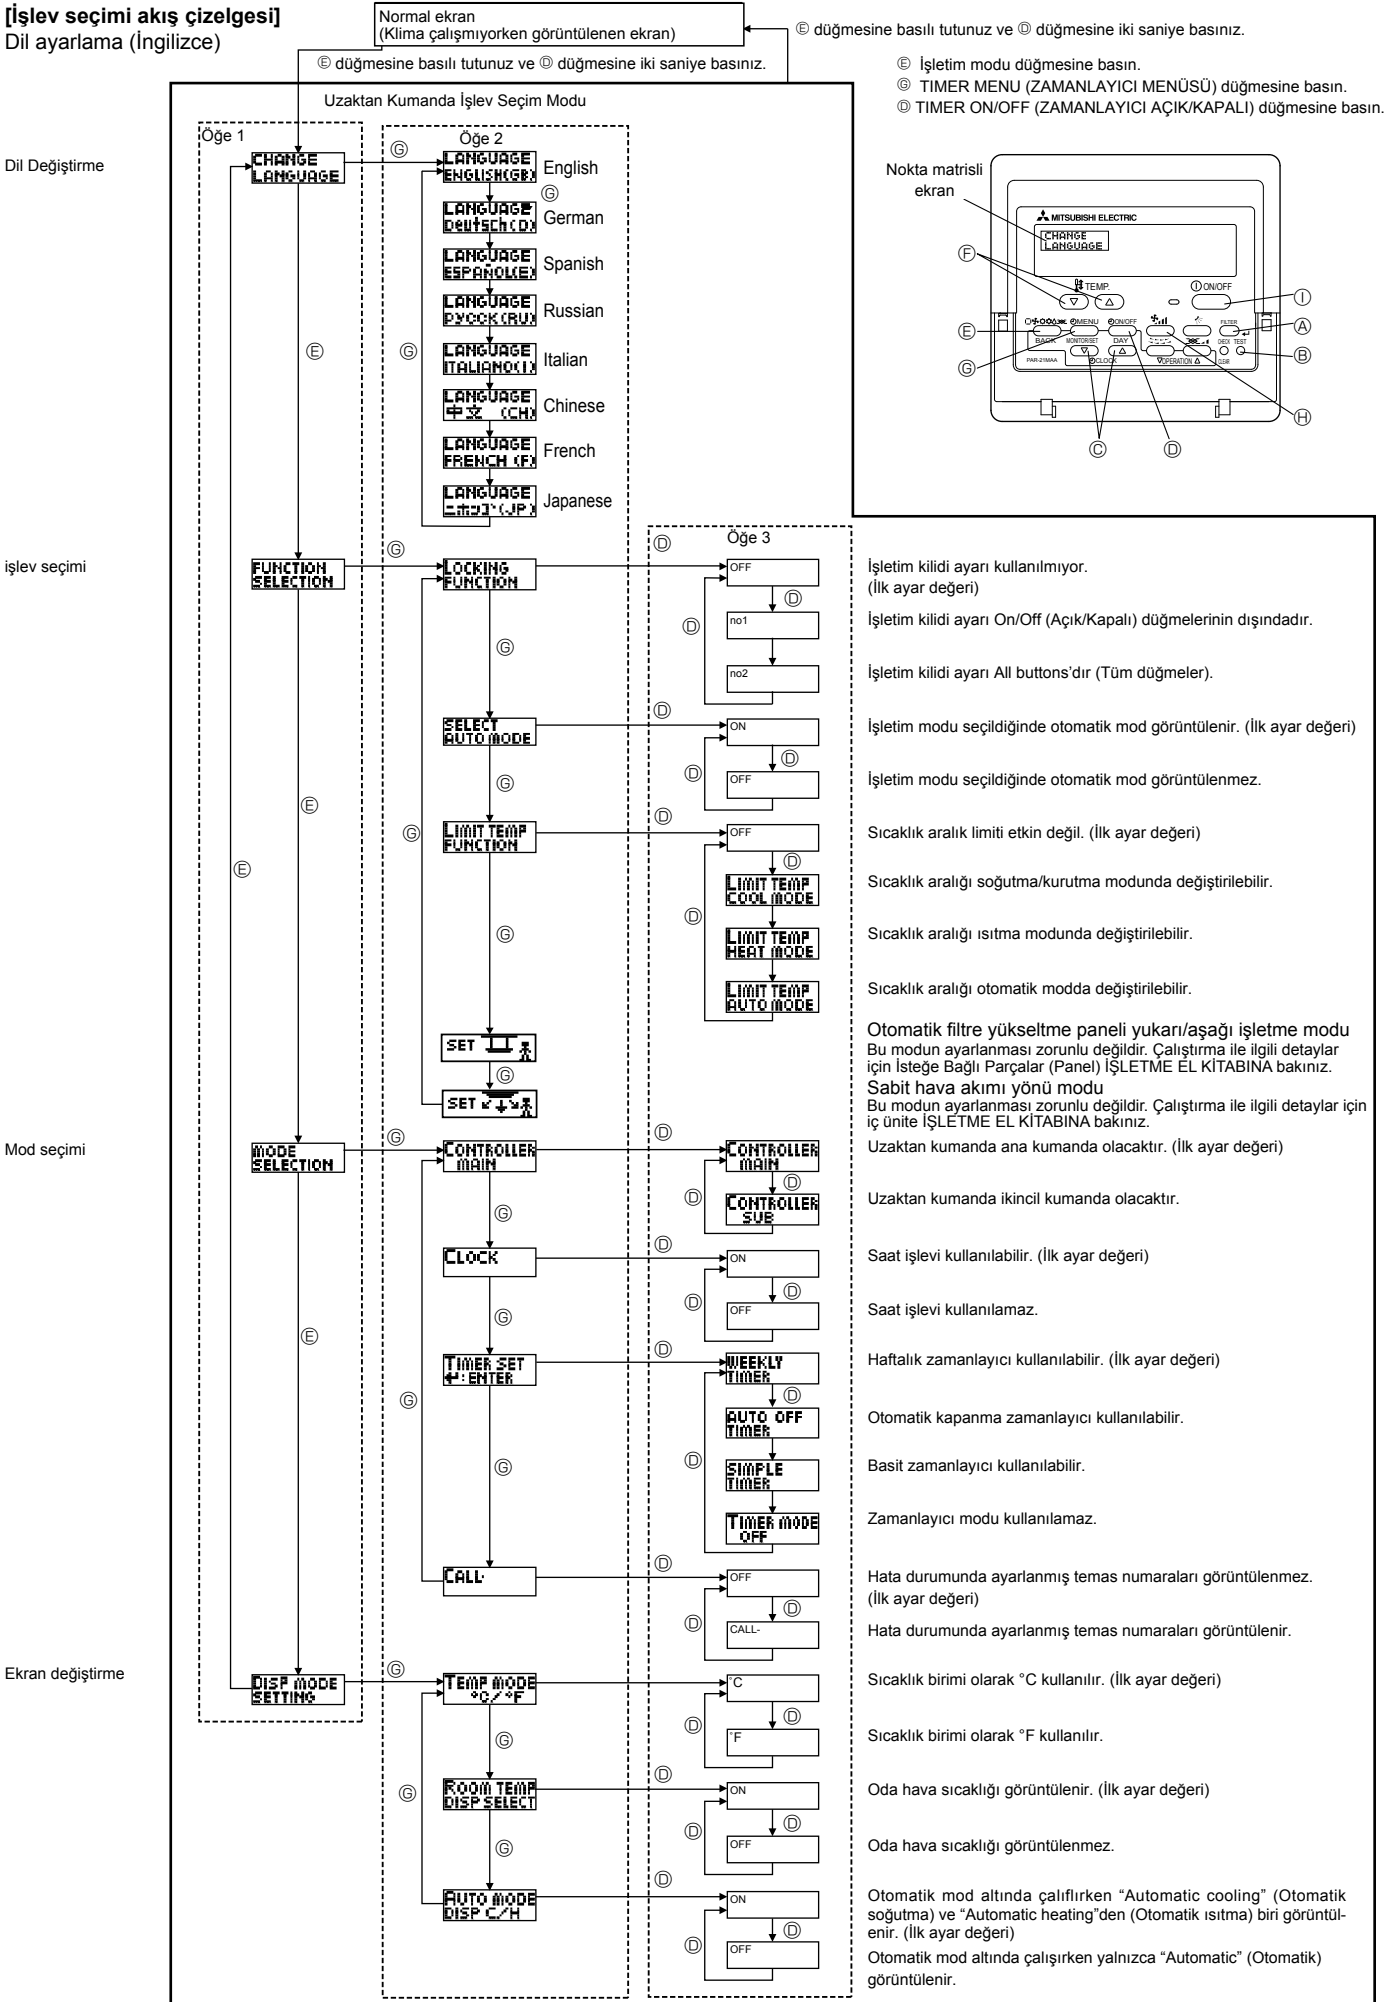 [İşlev seçimi akış çizelgesi]
Dil ayarlama (İngilizce)
Normal ekran
(Klima çalışmıyorken görüntülenen ekran)
Ⓔ düğmesine basılı tutunuz ve Ⓓ düğmesine iki saniye basınız.
Ⓔ düğmesine basılı tutunuz ve Ⓓ düğmesine iki saniye basınız.
Ⓔ İşletim modu düğmesine basın.
Ⓖ TIMER MENU (ZAMANLAYICI MENÜSÜ) düğmesine basın.
Ⓓ TIMER ON/OFF (ZAMANLAYICI AÇIK/KAPALI) düğmesine basın.
Uzaktan Kumanda İşlev Seçim Modu
Öğe 1
Öğe 2
Dil Değiştirme
CHANGE
LANGUAGE
Ⓖ
LANGUAGE
ENGLISH(GB)
English
Ⓖ
LANGUAGE
Deutsch(D)
German
LANGUAGE
ESPAÑOL(E)
Spanish
LANGUAGE
РУССК(RU)
Russian
LANGUAGE
ITALIANO(I)
Italian
LANGUAGE
中文 (CH)
Chinese
LANGUAGE
FRENCH (F)
French
LANGUAGE
ニホンゴ(JP)
Japanese
Ⓔ
Ⓖ
Nokta matrisli
ekran
MITSUBISHI ELECTRIC
CHANGE
LANGUAGE
TEMP.
ON/OFF
MENU
ON/OFF
FILTER
BACK
MONITOR/SET
DAY
CHECK TEST
PAR-21MAA
CLOCK
OPERATION
CLEAR
Ⓕ
Ⓔ
Ⓖ
Ⓘ
Ⓐ
Ⓑ
Ⓗ
Ⓒ
Ⓓ
Öğe 3
işlev seçimi
FUNCTION
SELECTION
Ⓖ
LOCKING
FUNCTION
Ⓓ
OFF
İşletim kilidi ayarı kullanılmıyor.
(İlk ayar değeri)
Ⓓ
no1
İşletim kilidi ayarı On/Off (Açık/Kapalı) düğmelerinin dışındadır.
Ⓓ
Ⓖ
no2
İşletim kilidi ayarı All buttons'dır (Tüm düğmeler).
SELECT
AUTO MODE
Ⓓ
ON
İşletim modu seçildiğinde otomatik mod görüntülenir. (İlk ayar değeri)
Ⓓ
Ⓓ
OFF
İşletim modu seçildiğinde otomatik mod görüntülenmez.
Ⓖ
Ⓔ
Ⓖ
LIMIT TEMP
FUNCTION
Ⓓ
OFF
Sıcaklık aralık limiti etkin değil. (İlk ayar değeri)
Ⓔ
Ⓓ
LIMIT TEMP
COOL MODE
Sıcaklık aralığı soğutma/kurutma modunda değiştirilebilir.
Ⓓ
Ⓖ
LIMIT TEMP
HEAT MODE
Sıcaklık aralığı ısıtma modunda değiştirilebilir.
LIMIT TEMP
AUTO MODE
Sıcaklık aralığı otomatik modda değiştirilebilir.
SET
Otomatik filtre yükseltme paneli yukarı/aşağı işletme modu
Bu modun ayarlanması zorunlu değildir. Çalıştırma ile ilgili detaylar
için İsteğe Bağlı Parçalar (Panel) İŞLETME EL KİTABINA bakınız.
Ⓖ
SET
Sabit hava akımı yönü modu
Bu modun ayarlanması zorunlu değildir. Çalıştırma ile ilgili detaylar için
iç ünite İŞLETME EL KİTABINA bakınız.
Mod seçimi
MODE
SELECTION
Ⓖ
CONTROLLER
MAIN
Ⓓ
CONTROLLER
MAIN
Uzaktan kumanda ana kumanda olacaktır. (İlk ayar değeri)
Ⓓ
Ⓓ
CONTROLLER
SUB
Uzaktan kumanda ikincil kumanda olacaktır.
Ⓖ
CLOCK
Ⓓ
ON
Saat işlevi kullanılabilir. (İlk ayar değeri)
Ⓓ
Ⓓ
OFF
Saat işlevi kullanılamaz.
Ⓖ
Ⓔ
TIMER SET
↵:ENTER
Ⓓ
WEEKLY
TIMER
Haftalık zamanlayıcı kullanılabilir. (İlk ayar değeri)
Ⓖ
Ⓓ
AUTO OFF
TIMER
Otomatik kapanma zamanlayıcı kullanılabilir.
Ⓓ
Ⓖ
SIMPLE
TIMER
Basit zamanlayıcı kullanılabilir.
TIMER MODE
OFF
Zamanlayıcı modu kullanılamaz.
CALL-
Ⓓ
OFF
Hata durumunda ayarlanmış temas numaraları görüntülenmez.
(İlk ayar değeri)
Ⓓ
Ⓓ
CALL-
Hata durumunda ayarlanmış temas numaraları görüntülenir.
Ekran değiştirme
DISP MODE
SETTING
Ⓖ
TEMP MODE
°C/°F
Ⓓ
°C
Sıcaklık birimi olarak °C kullanılır. (İlk ayar değeri)
Ⓓ
Ⓓ
°F
Sıcaklık birimi olarak °F kullanılır.
Ⓖ
Ⓖ
ROOM TEMP
DISP SELECT
Ⓓ
ON
Oda hava sıcaklığı görüntülenir. (İlk ayar değeri)
Ⓓ
Ⓓ
OFF
Oda hava sıcaklığı görüntülenmez.
Ⓖ
AUTO MODE
DISP C/H
Ⓓ
ON
Otomatik mod altında çalıflırken “Automatic cooling” (Otomatik
soğutma) ve “Automatic heating”den (Otomatik ısıtma) biri görüntül-
enir. (İlk ayar değeri)
Ⓓ
Ⓓ
OFF
Otomatik mod altında çalışırken yalnızca “Automatic” (Otomatik)
görüntülenir.